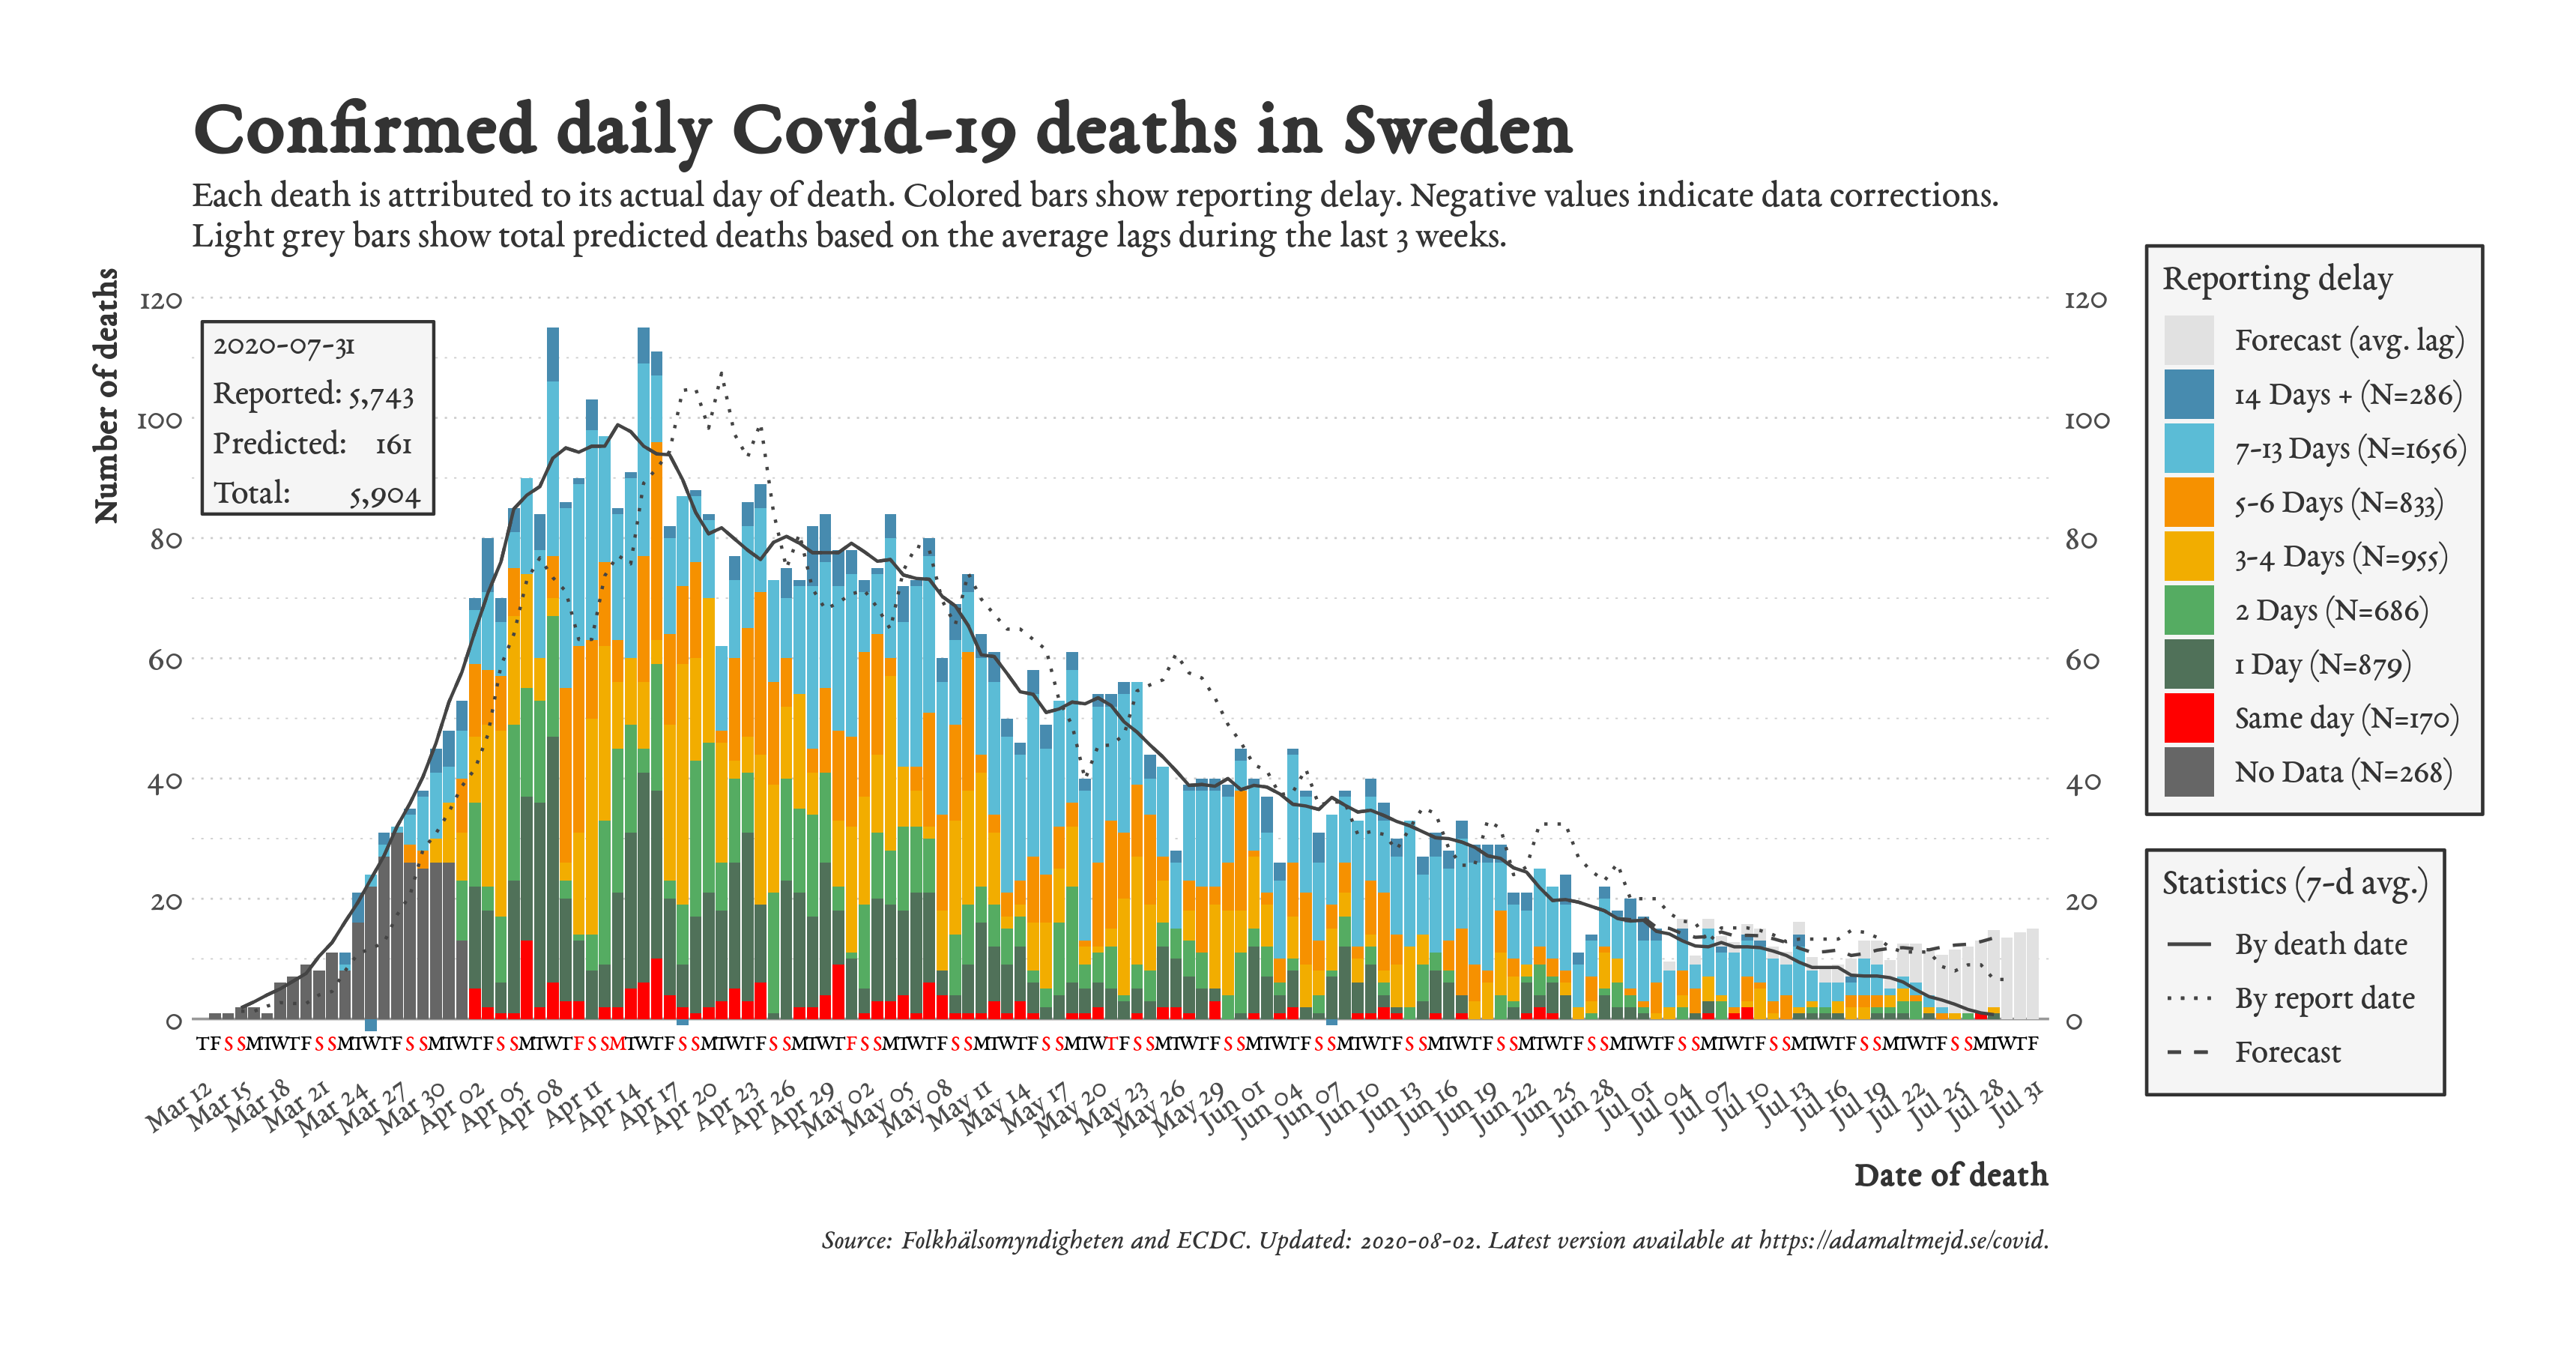 Confirmed daily Covid-19 deaths in Sweden
Each death is attributed to its actual day of death. Colored bars show reporting delay. Negative values indicate data corrections.
Light grey bars show total predicted deaths based on the average lags during the last 3 weeks.
Number of deaths
120
100
80
60
40
20
0
2020-07-31
Reported: 5,743
Predicted: 161
Total: 5,904
120
100
80
60
40
20
0
TFSSMTWTFSSMTWTFSSMTWTFSSMTWTFSSMTWTFSSMTWTFSSMTWTFSSMTWTFSSMTWTFSSMTWTFSSMTWTFSSMTWTFSSMTWTFSSMTWTFSSMTWTFSSMTWTFSSMTWTFSSMTWTFSSMTWTFSSMTWTF
Mar 12
Mar 15
Mar 18
Mar 21
Mar 24
Mar 27
Mar 30
Apr 02
Apr 05
Apr 08
Apr 11
Apr 14
Apr 17
Apr 20
Apr 23
Apr 26
Apr 29
May 02
May 05
May 08
May 11
May 14
May 17
May 20
May 23
May 26
May 29
Jun 01
Jun 04
Jun 07
Jun 10
Jun 13
Jun 16
Jun 19
Jun 22
Jun 25
Jun 28
Jul 01
Jul 04
Jul 07
Jul 10
Jul 13
Jul 16
Jul 19
Jul 22
Jul 25
Jul 28
Jul 31
Date of death
Reporting delay
Forecast (avg. lag)
14 Days + (N=286)
7-13 Days (N=1656)
5-6 Days (N=833)
3-4 Days (N=955)
2 Days (N=686)
1 Day (N=879)
Same day (N=170)
No Data (N=268)
Statistics (7-d avg.)
By death date
By report date
Forecast
Source: Folkhälsomyndigheten and ECDC. Updated: 2020-08-02. Latest version available at https://adamaltmejd.se/covid.